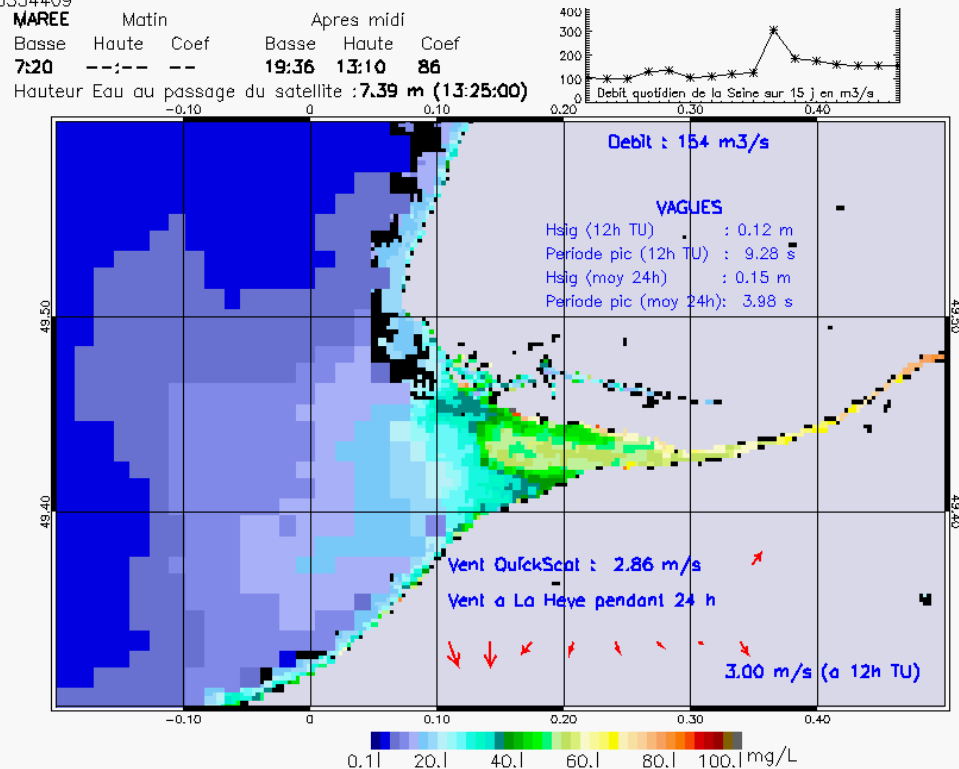 MAREE Matin Apres midi
Basse Haute Coef Basse Haute Coef
7:20 --:-- -- 19:36 13:10 86
Hauteur Eau au passage du satellite :7.39 m (13:25:00)
400
300
200
100
0
Debit quotidien de la Seine sur 15 j en m3/s
-0.10 0 0.10 0.20 0.30 0.40
Debit : 154 m3/s
VAGUES
Hsig (12h TU) : 0.12 m
Periode pic (12h TU) : 9.28 s
Hsig (moy 24h) : 0.15 m
Periode pic (moy 24h): 3.98 s
49.50 49.50
49.40 49.40
Vent QuickScat : 2.86 m/s
Vent a La Heve pendant 24 h
3.00 m/s (a 12h TU)
-0.10 0 0.10 0.20 0.30 0.40
0.1| 20.| 40.| 60.| 80.| 100.| mg/L